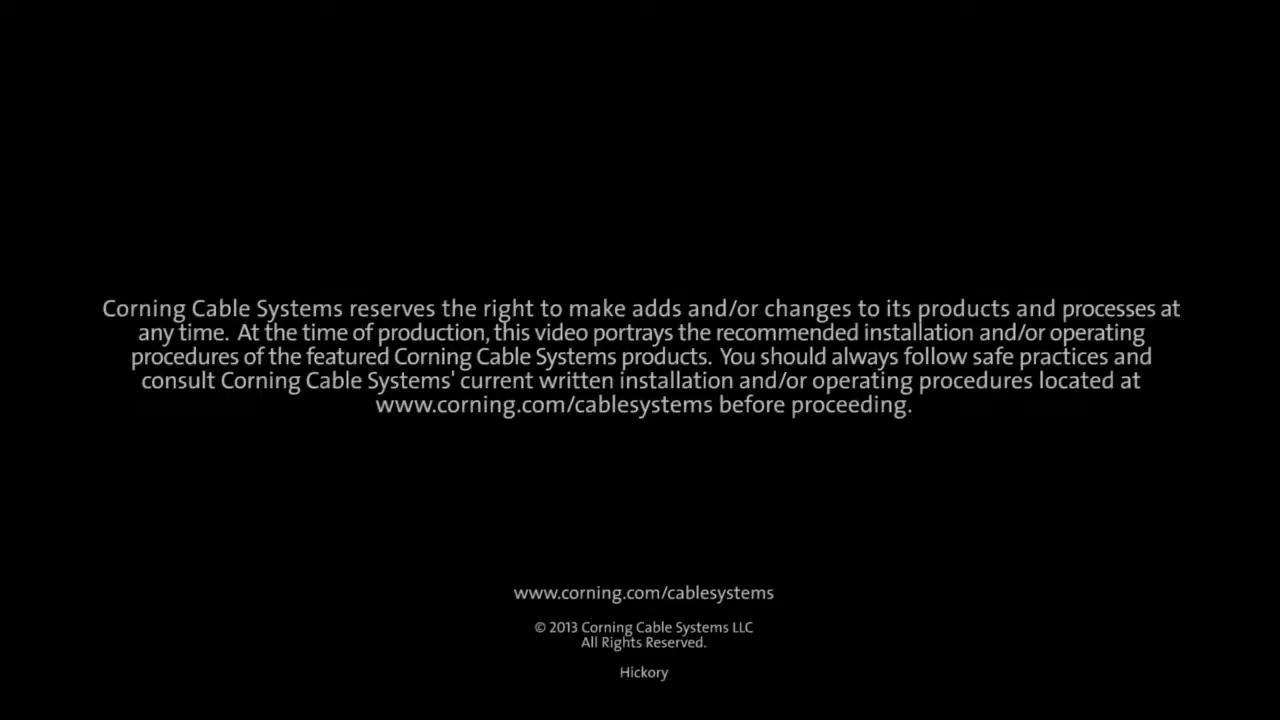 Corning Cable Systems reserves the right to make adds and/or changes to its products and processes at
any time. At the time of production, this video portrays the recommended installation and/or operating
procedures of the featured Corning Cable Systems products. You should always follow safe practices and
consult Corning Cable Systems' current written installation and/or operating procedures located at
www.corning.com/cablesystems before proceeding.
www.corning.com/cablesystems
© 2013 Corning Cable Systems LLC
All Rights Reserved.
Hickory